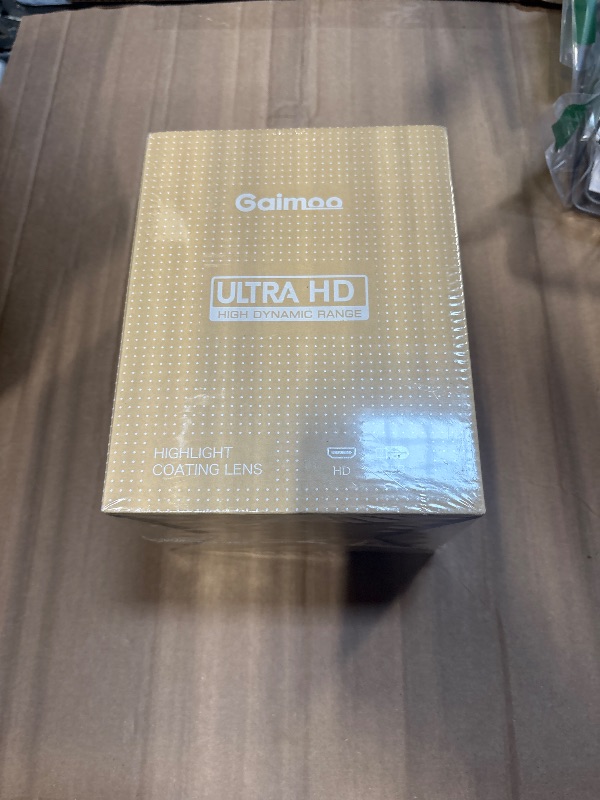 Gaimoo
ULTRA HD
HIGH DYNAMIC RANGE
HIGHLIGHT
COATING LENS
HD